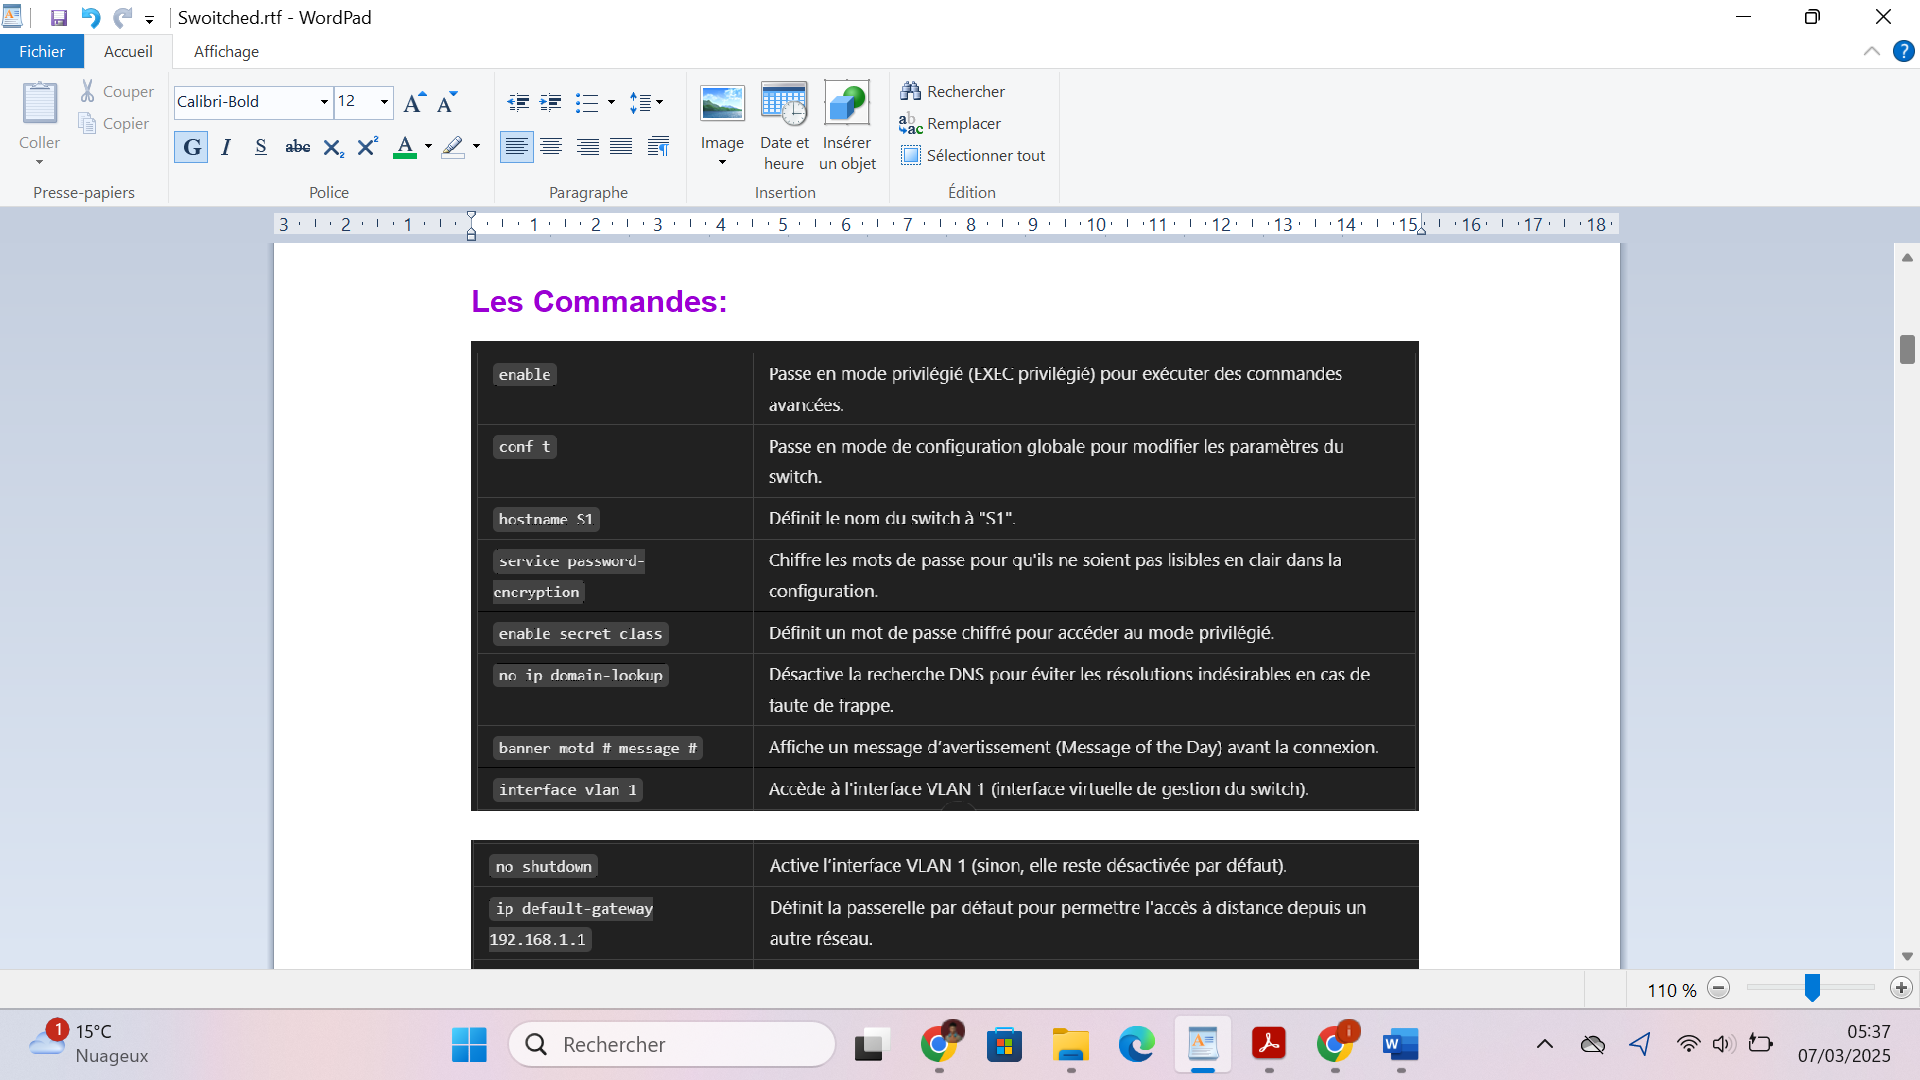 Swoitched.rtf - WordPad
Fichier
Accueil
Affichage
Coller
Couper
Copier
Presse-papiers
Calibri-Bold
12
G I S abc X₂ X²
A
Police
Paragraphe
Image
Date et
heure
Insérer
un objet
Insertion
Rechercher
Remplacer
Sélectionner tout
Édition
3 2 1 1 2 3 4 5 6 7 8 9 10 11 12 13 14 15 16 17 18
Les Commandes:
enable
Passe en mode privilégié (EXEC privilégié) pour exécuter des commandes
avancées.
conf t
Passe en mode de configuration globale pour modifier les paramètres du
switch.
hostname S1
Définit le nom du switch à "S1".
service password-
encryption
Chiffre les mots de passe pour qu'ils ne soient pas lisibles en clair dans la
configuration.
enable secret class
Définit un mot de passe chiffré pour accéder au mode privilégié.
no ip domain-lookup
Désactive la recherche DNS pour éviter les résolutions indésirables en cas de
faute de frappe.
banner motd # message #
Affiche un message d’avertissement (Message of the Day) avant la connexion.
interface vlan 1
Accède à l'interface VLAN 1 (interface virtuelle de gestion du switch).
no shutdown
Active l’interface VLAN 1 (sinon, elle reste désactivée par défaut).
ip default-gateway
192.168.1.1
Définit la passerelle par défaut pour permettre l'accès à distance depuis un
autre réseau.
110 %
1
15°C
Nuageux
Rechercher
05:37
07/03/2025